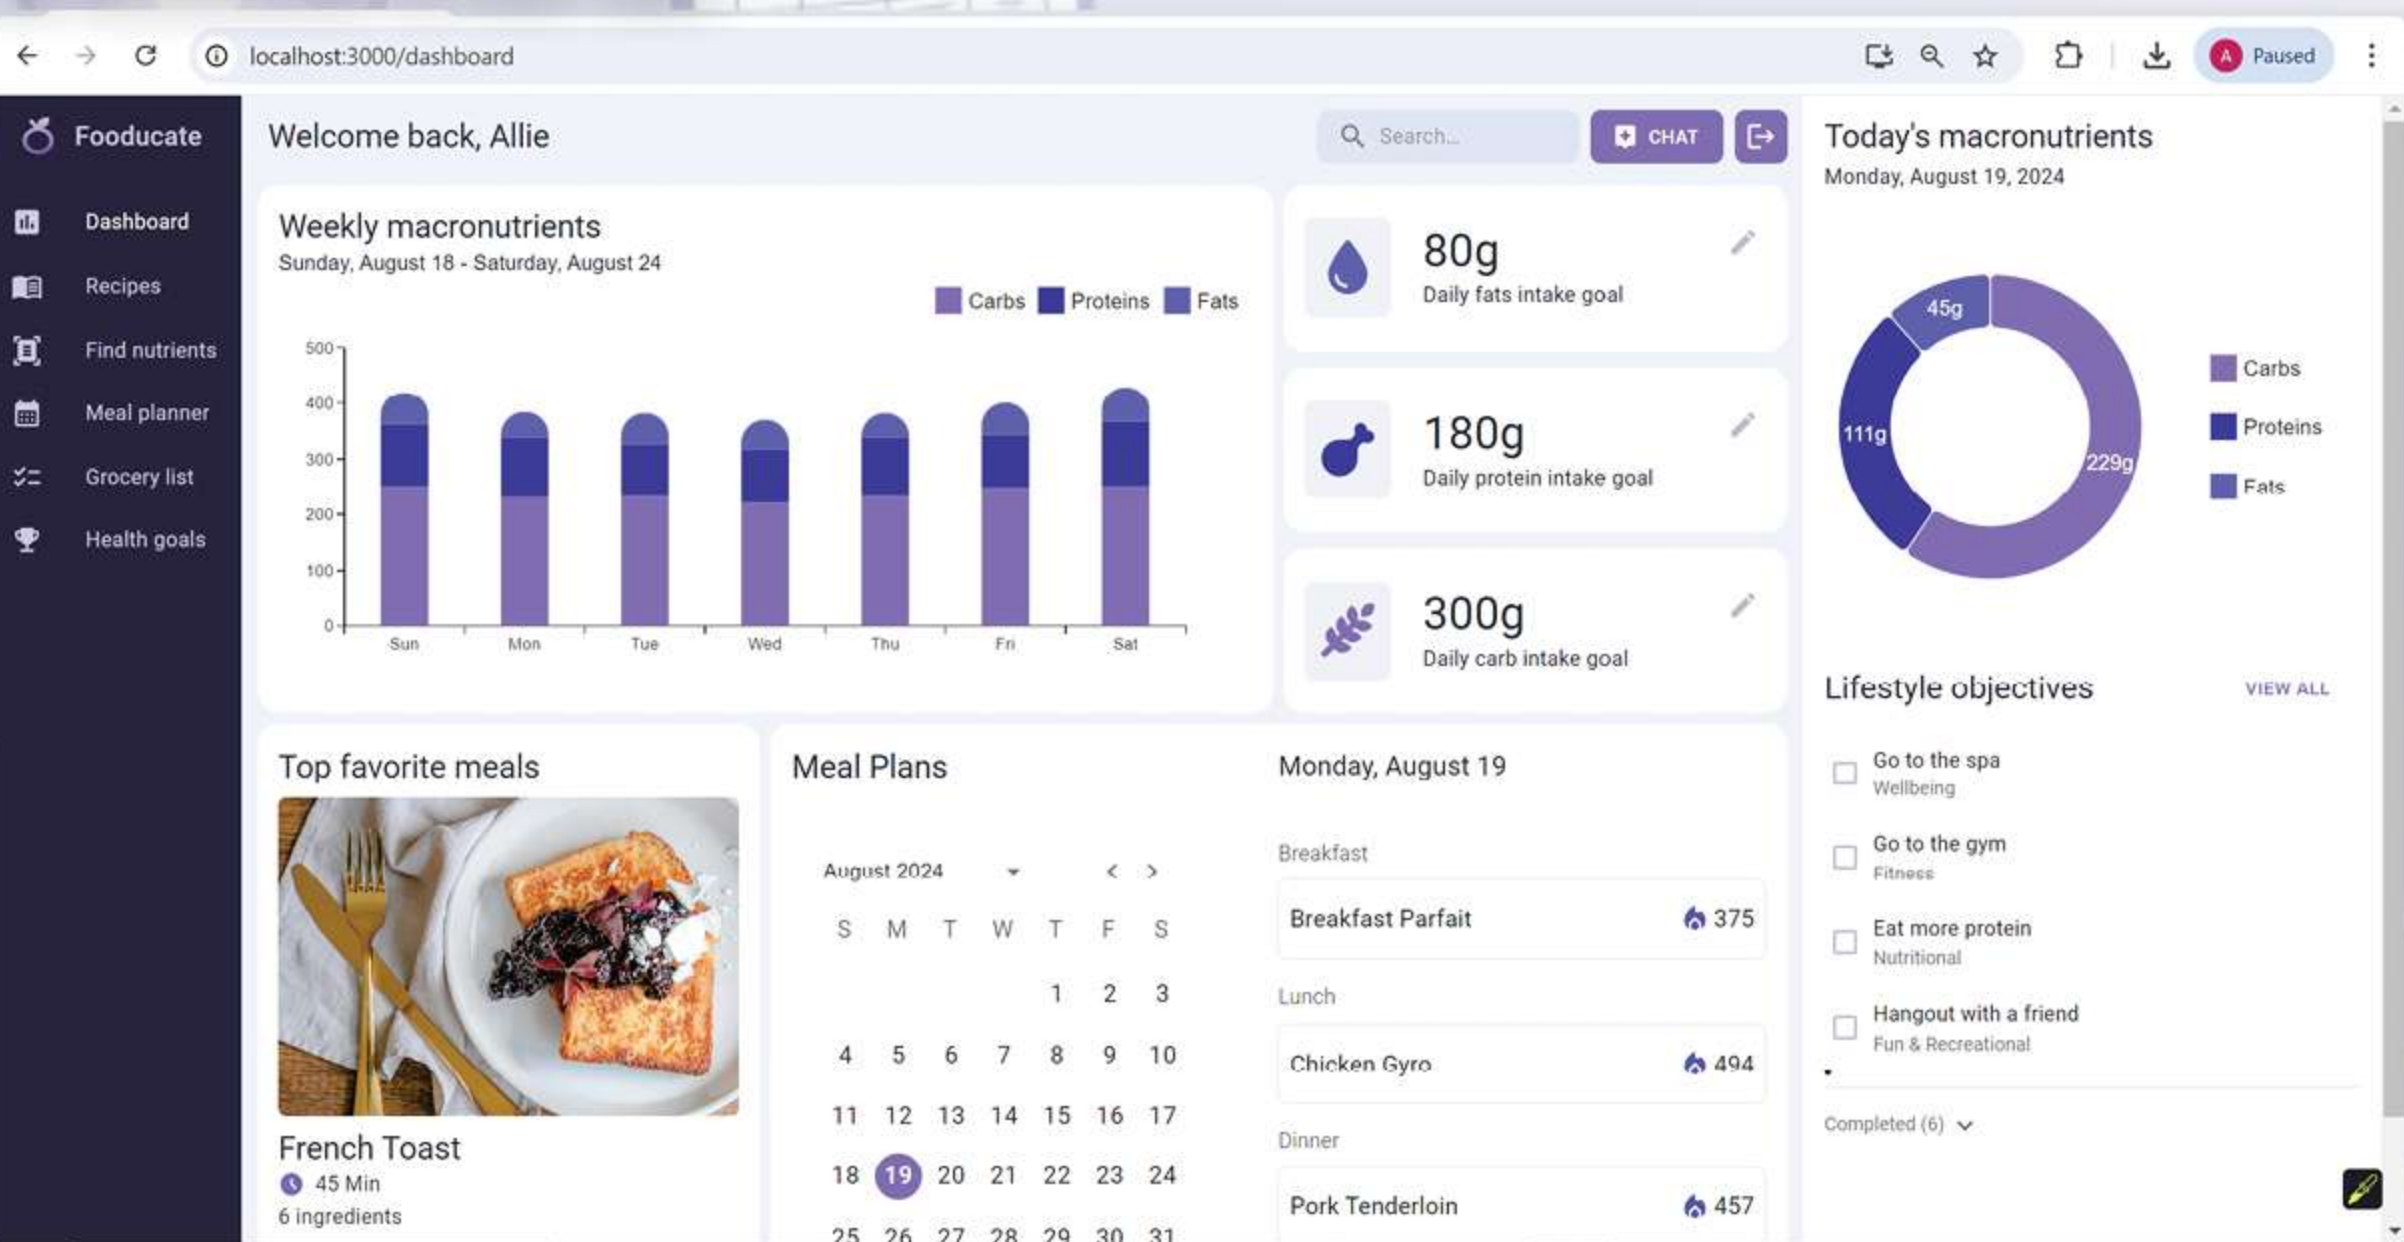 localhost:3000/dashboard
A Paused
Fooducate
Dashboard
Recipes
Find nutrients
Meal planner
Grocery list
Health goals
Welcome back, Allie
Search...
CHAT
Weekly macronutrients
Sunday, August 18 - Saturday, August 24
Carbs Proteins Fats
500
400
300
200
100
0
Sun Mon Tue Wed Thu Fri Sat
80g
Daily fats intake goal
180g
Daily protein intake goal
300g
Daily carb intake goal
Top favorite meals
French Toast
45 Min
6 ingredients
Meal Plans
August 2024
S M T W T F S
1 2 3
4 5 6 7 8 9 10
11 12 13 14 15 16 17
18 19 20 21 22 23 24
25 26 27 28 29 30 31
Monday, August 19
Breakfast
Breakfast Parfait 375
Lunch
Chicken Gyro 494
Dinner
Pork Tenderloin 457
Today's macronutrients
Monday, August 19, 2024
45g
111g
229g
Carbs
Proteins
Fats
Lifestyle objectives VIEW ALL
Go to the spa
Wellbeing
Go to the gym
Fitness
Eat more protein
Nutritional
Hangout with a friend
Fun & Recreational
Completed (6)